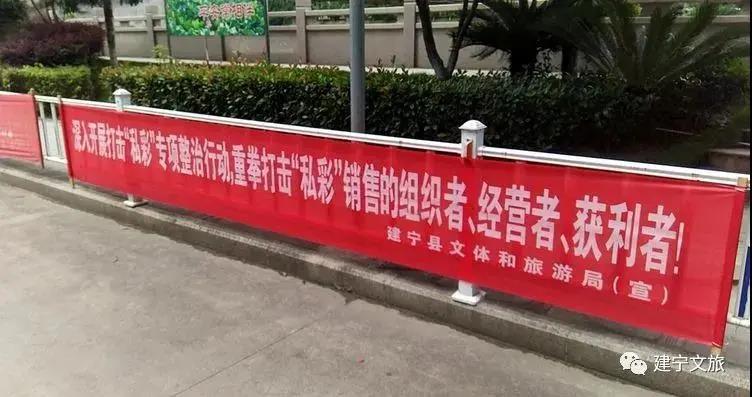 深入开展打击“私彩”专项整治行动,重拳打击“私彩”销售的组织者、经营者、获利者!
建宁县文体和旅游局(宣)
建宁文旅